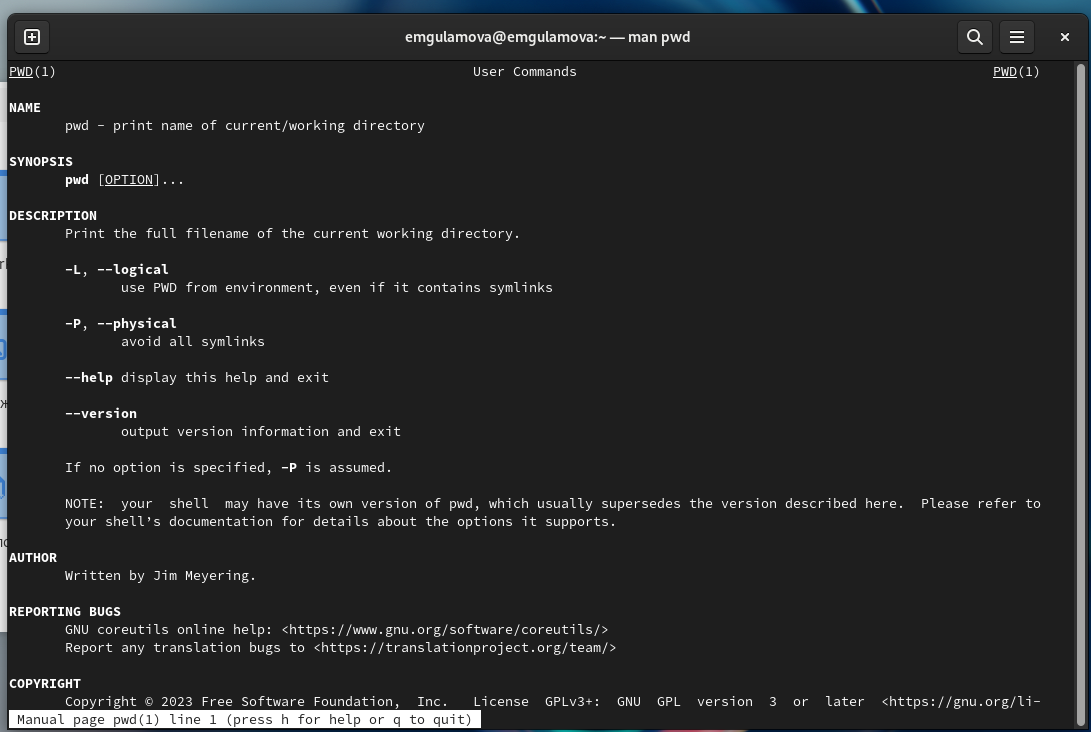 emgulamova@emgulamova:~ — man pwd
PWD(1) User Commands PWD(1)
NAME
pwd - print name of current/working directory
SYNOPSIS
pwd [OPTION]...
DESCRIPTION
Print the full filename of the current working directory.
-L, --logical
use PWD from environment, even if it contains symlinks
-P, --physical
avoid all symlinks
--help display this help and exit
--version
output version information and exit
If no option is specified, -P is assumed.
NOTE: your shell may have its own version of pwd, which usually supersedes the version described here. Please refer to
your shell's documentation for details about the options it supports.
AUTHOR
Written by Jim Meyering.
REPORTING BUGS
GNU coreutils online help: <https://www.gnu.org/software/coreutils/>
Report any translation bugs to <https://translationproject.org/team/>
COPYRIGHT
Copyright © 2023 Free Software Foundation, Inc. License GPLv3+: GNU GPL version 3 or later <https://gnu.org/li-
Manual page pwd(1) line 1 (press h for help or q to quit)